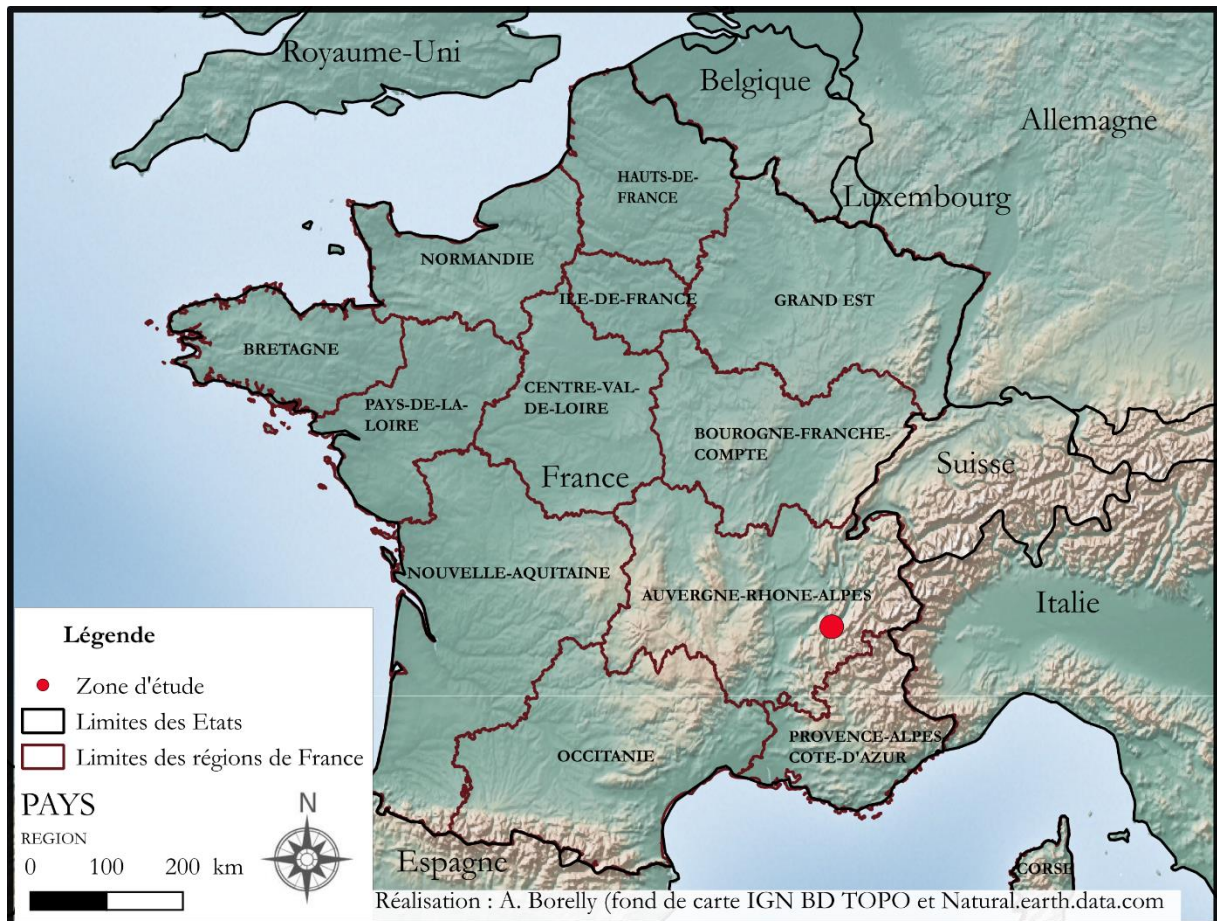 Royaume-Uni
Belgique
Allemagne
HAUTS-DE-
FRANCE
Luxembourg
NORMANDIE
ILE-DE-FRANCE
GRAND EST
BRETAGNE
PAYS-DE-LA-
LOIRE
CENTRE-VAL-
DE-LOIRE
BOUROGNE-FRANCHE-
COMPTE
Suisse
France
NOUVELLE-AQUITAINE
AUVERGNE-RHONE-ALPES
Italie
Légende
Zone d'étude
Limites des Etats
Limites des régions de France
OCCITANIE
PROVENCE-ALPES
COTE-D'AZUR
PAYS
REGION
0 100 200 km
N
Espagne
CORSE
Réalisation : A. Borelly (fond de carte IGN BD TOPO et Natural.earth.data.com